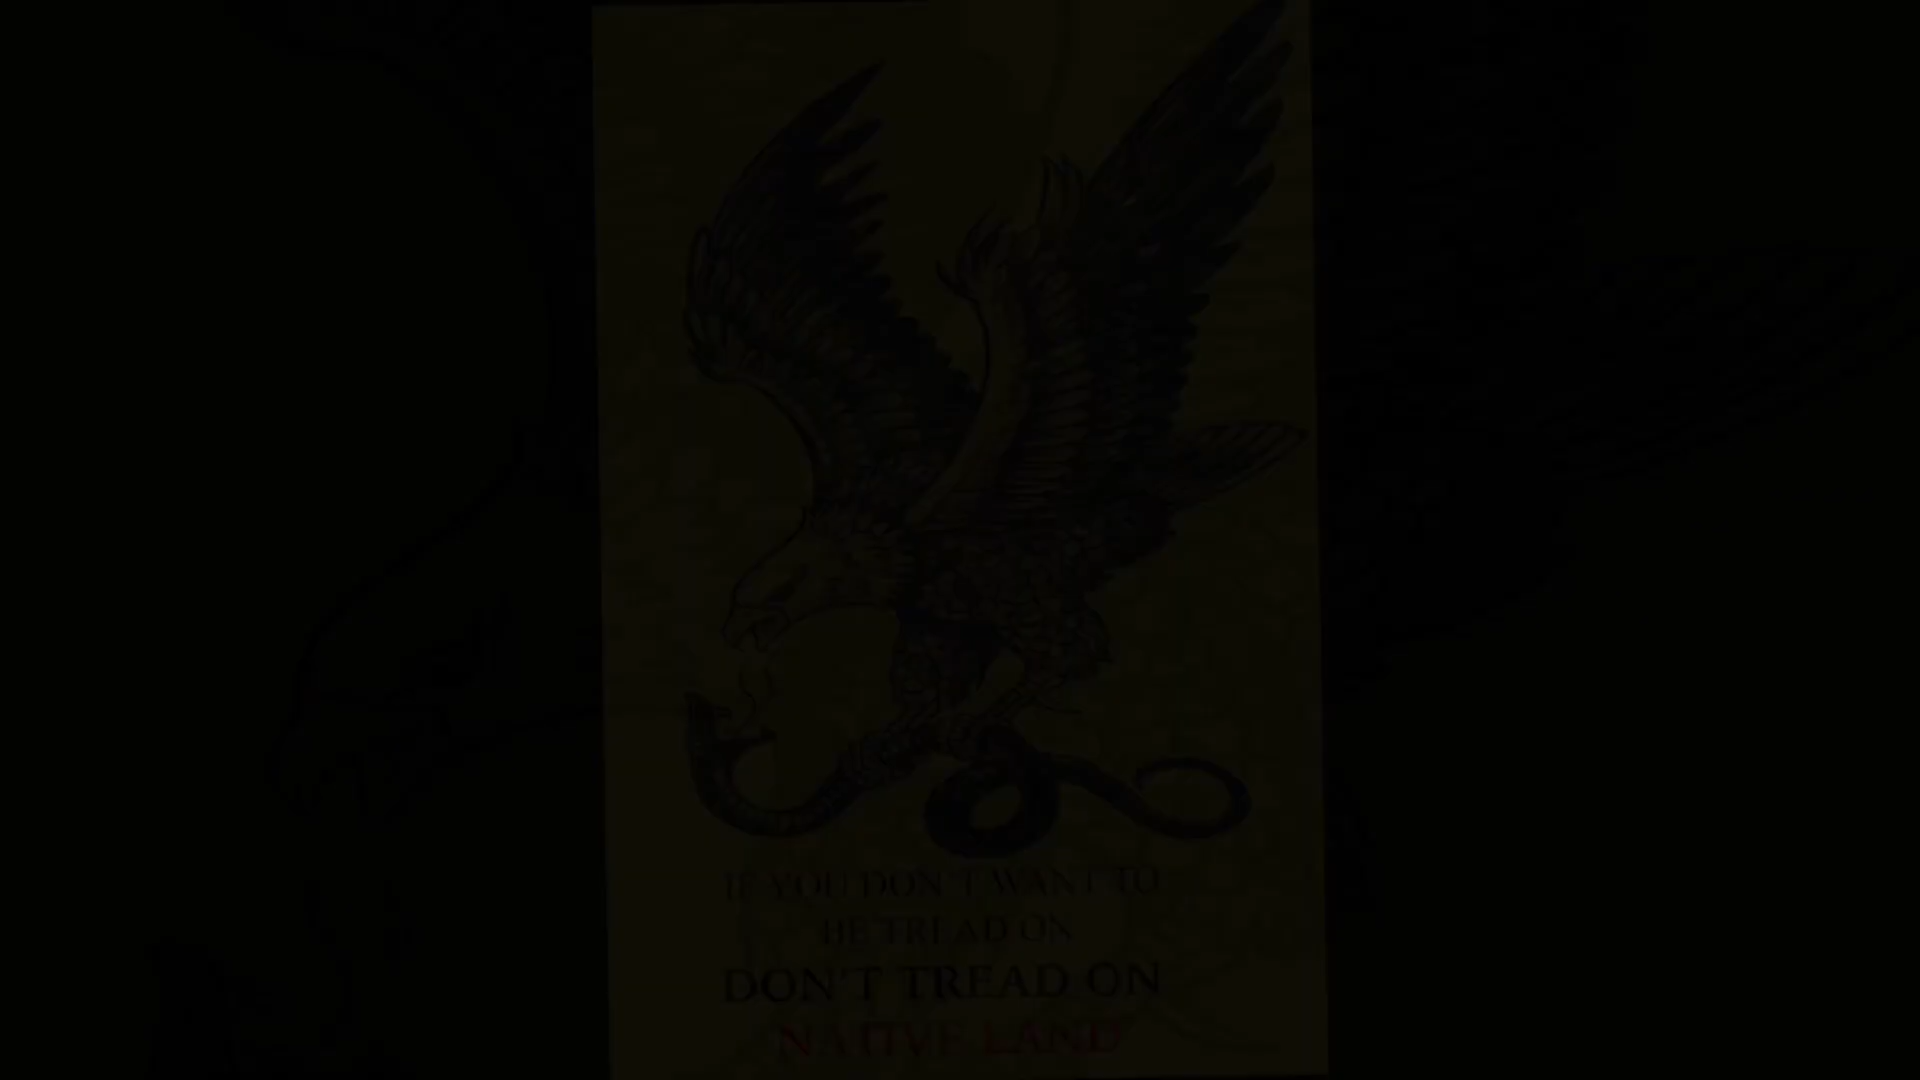 IF YOU DON'T WANT TO
BE TREAD ON
DON'T TREAD ON
NATIVE LAND